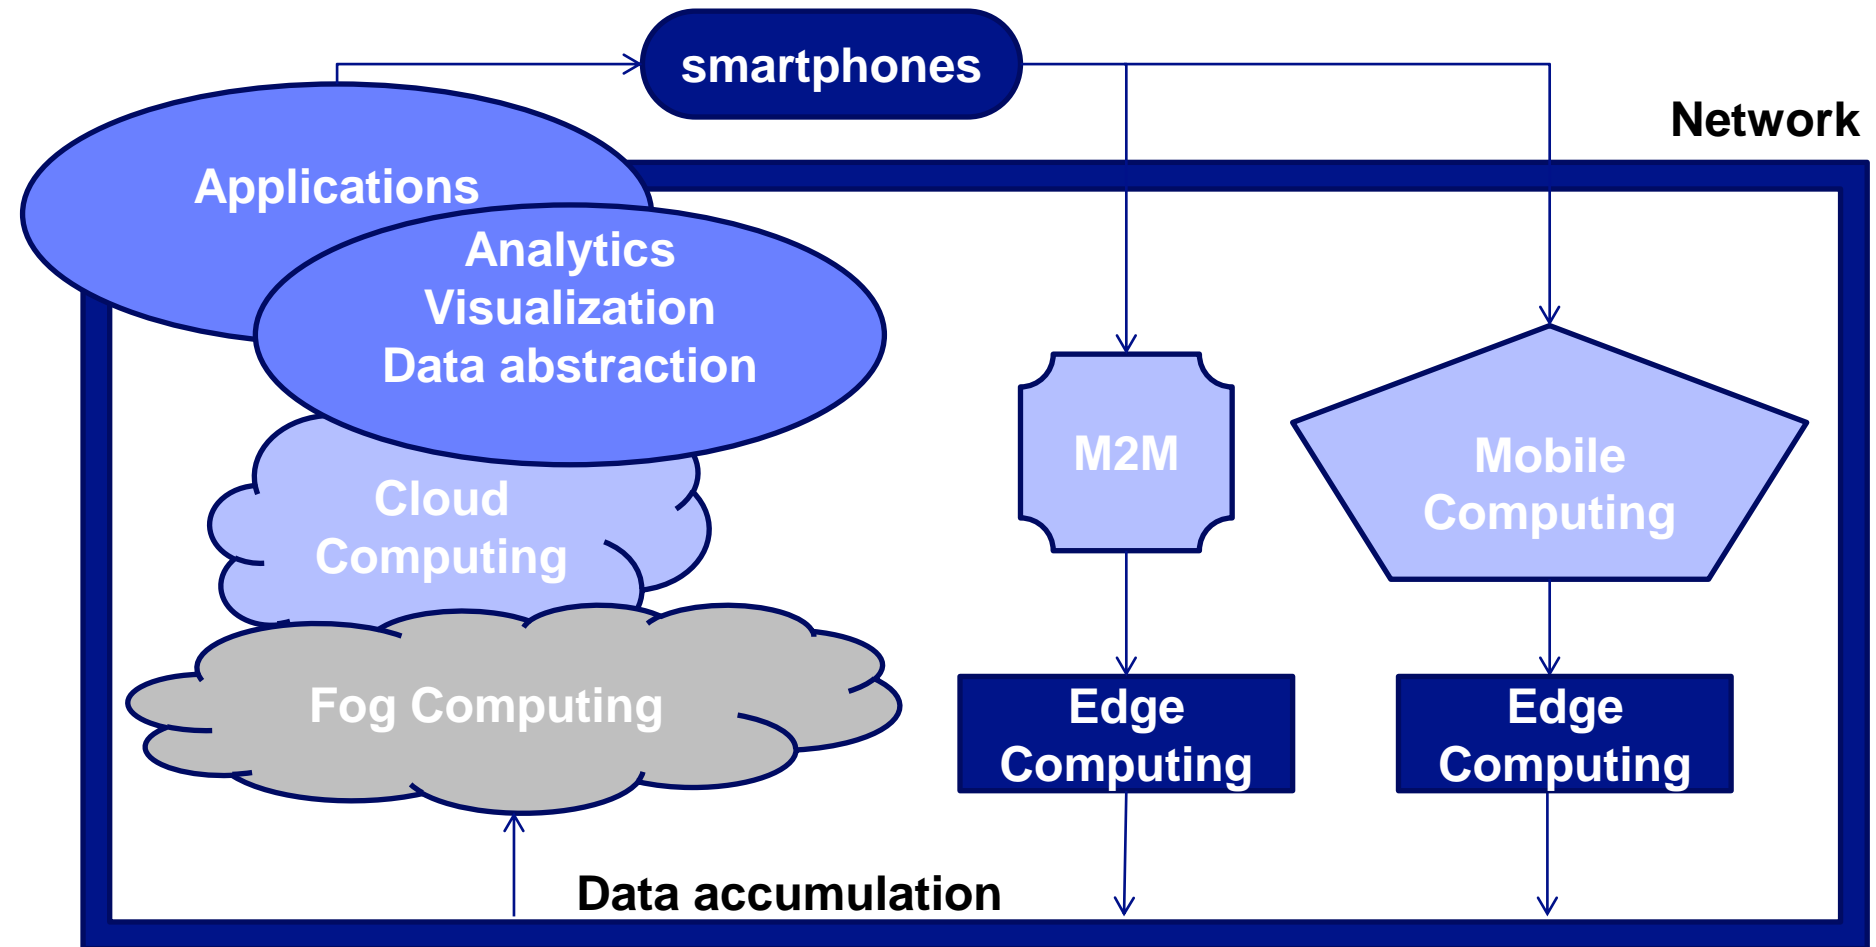 smartphones
Network
Applications
Analytics
Visualization
Data abstraction
Cloud
Computing
Fog Computing
M2M
Mobile
Computing
Edge
Computing
Edge
Computing
Data accumulation